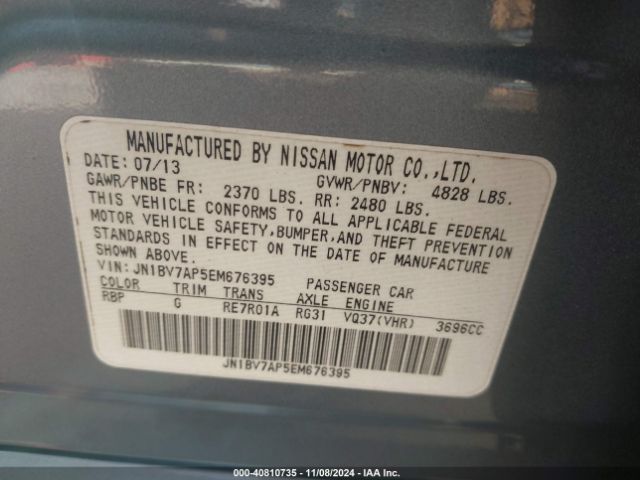 MANUFACTURED BY NISSAN MOTOR CO.,LTD.
DATE: 07/13 GVWR/PNBV: 4828 LBS.
GAWR/PNBE FR: 2370 LBS. RR: 2480 LBS.
THIS VEHICLE CONFORMS TO ALL APPLICABLE FEDERAL
MOTOR VEHICLE SAFETY, BUMPER, AND THEFT PREVENTION
STANDARDS IN EFFECT ON THE DATE OF MANUFACTURE
SHOWN ABOVE.
VIN: JN1BV7AP5EM676395 PASSENGER CAR
COLOR TRIM TRANS AXLE ENGINE
RBP G RE7R01A RG31 VQ37(VHR) 3696CC
JN1BV7AP5EM676395
000-40810735 - 11/08/2024 - IAA Inc.